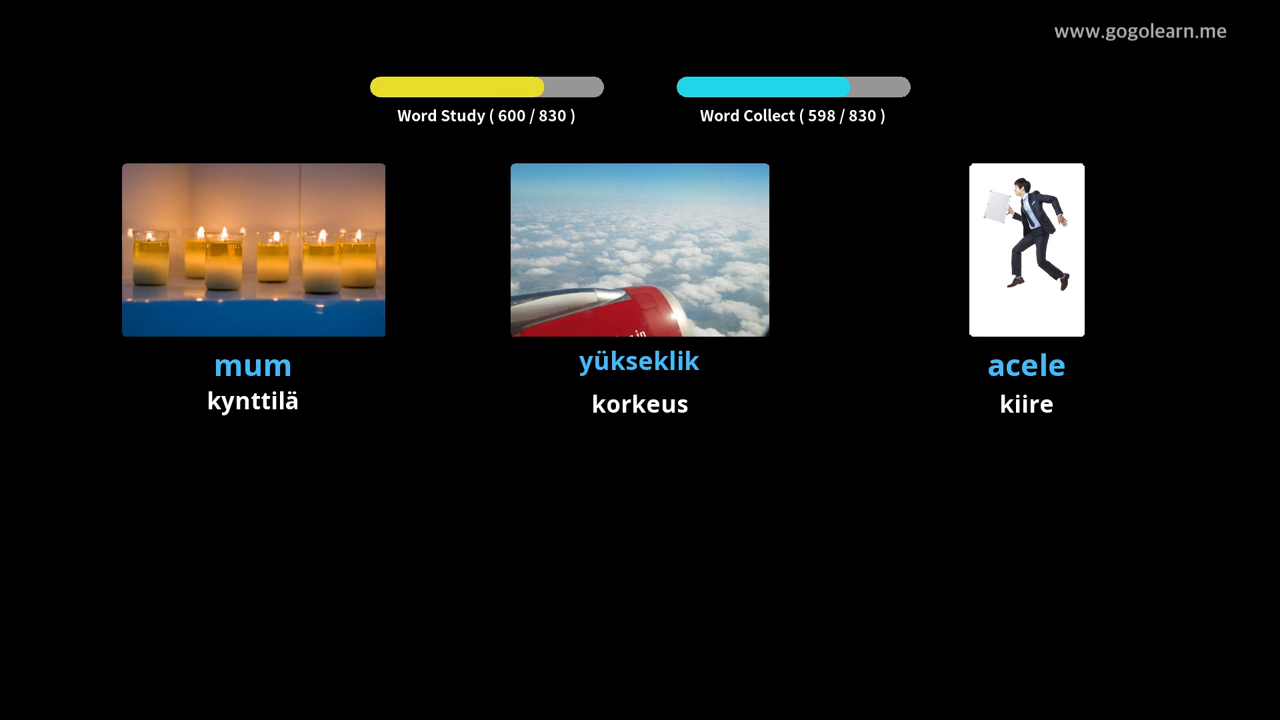 www.gogolearn.me
Word Study ( 600 / 830 )
Word Collect ( 598 / 830 )
mum
kynttilä
yükseklik
korkeus
acele
kiire